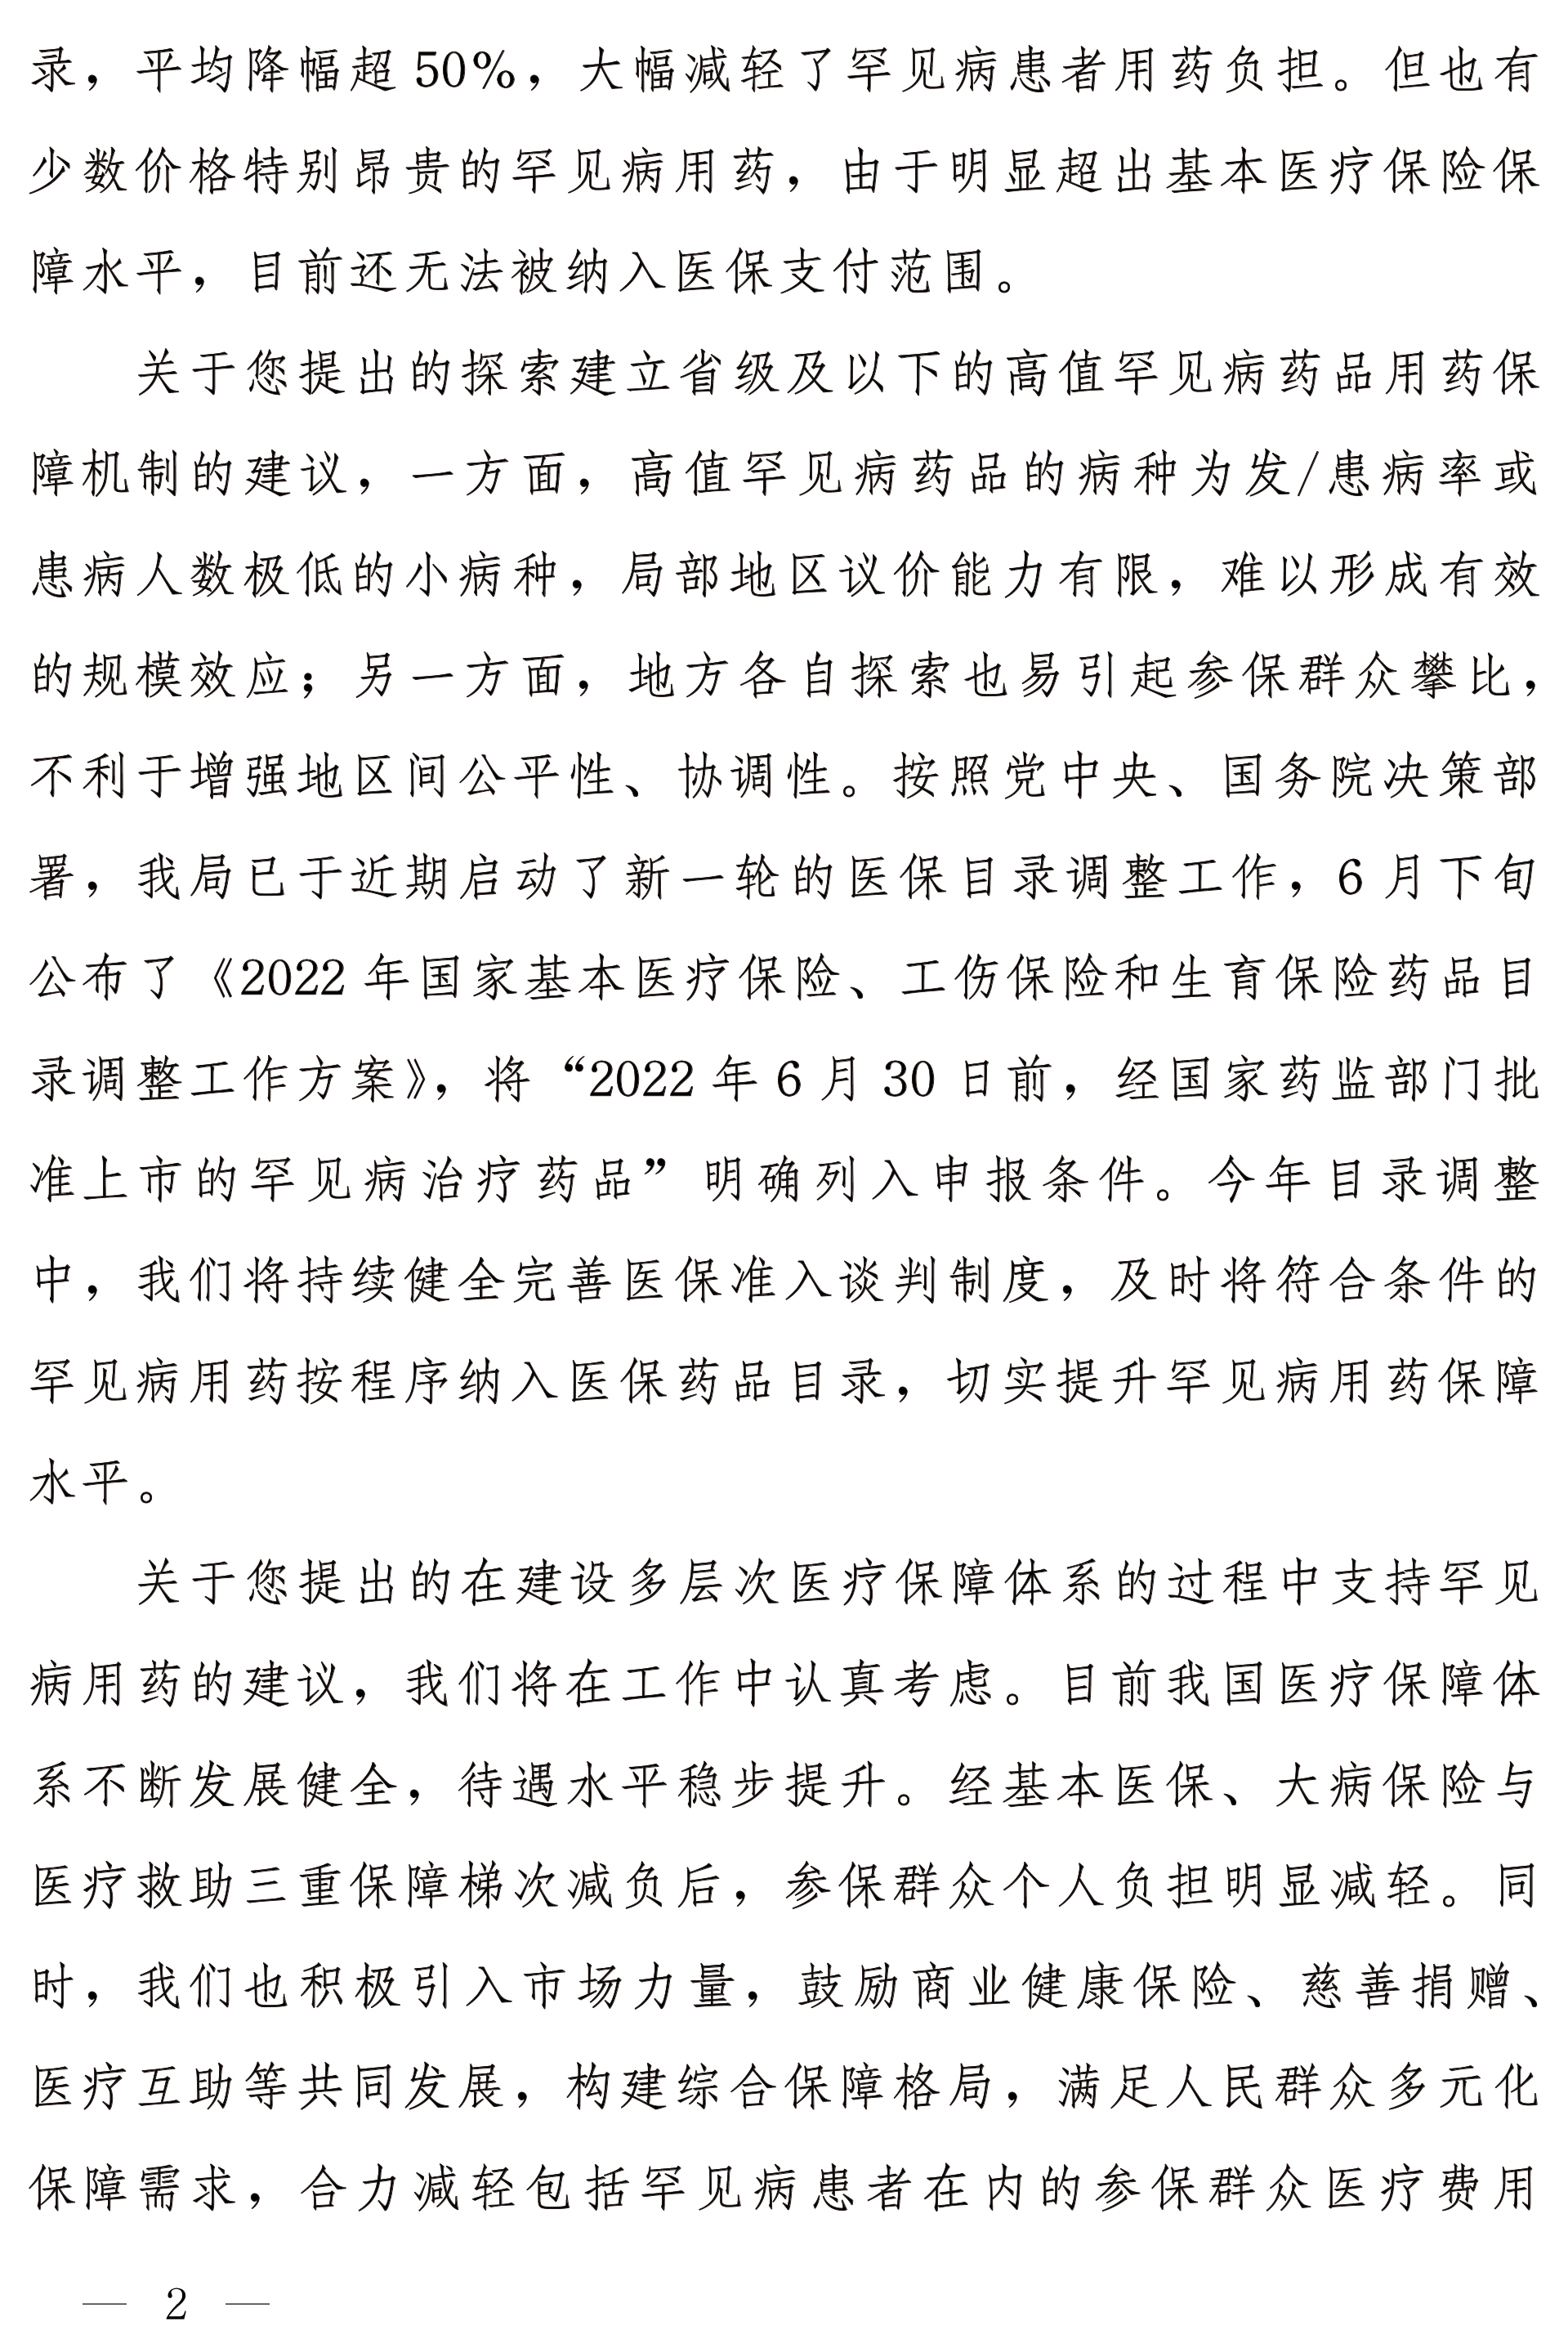 录，平均降幅超 50%，大幅减轻了罕见病患者用药负担。但也有
少数价格特别昂贵的罕见病用药，由于明显超出基本医疗保险保
障水平，目前还无法被纳入医保支付范围。
关于您提出的探索建立省级及以下的高值罕见病药品用药保
障机制的建议，一方面，高值罕见病药品的病种为发/患病率或
患病人数极低的小病种，局部地区议价能力有限，难以形成有效
的规模效应；另一方面，地方各自探索也易引起参保群众攀比，
不利于增强地区间公平性、协调性。按照党中央、国务院决策部
署，我局已于近期启动了新一轮的医保目录调整工作，6 月下旬
公布了《2022 年国家基本医疗保险、工伤保险和生育保险药品目
录调整工作方案》，将“2022 年 6 月 30 日前，经国家药监部门批
准上市的罕见病治疗药品”明确列入申报条件。今年目录调整
中，我们将持续健全完善医保准入谈判制度，及时将符合条件的
罕见病用药按程序纳入医保药品目录，切实提升罕见病用药保障
水平。
关于您提出的在建设多层次医疗保障体系的过程中支持罕见
病用药的建议，我们将在工作中认真考虑。目前我国医疗保障体
系不断发展健全，待遇水平稳步提升。经基本医保、大病保险与
医疗救助三重保障梯次减负后，参保群众个人负担明显减轻。同
时，我们也积极引入市场力量，鼓励商业健康保险、慈善捐赠、
医疗互助等共同发展，构建综合保障格局，满足人民群众多元化
保障需求，合力减轻包括罕见病患者在内的参保群众医疗费用
— 2 —